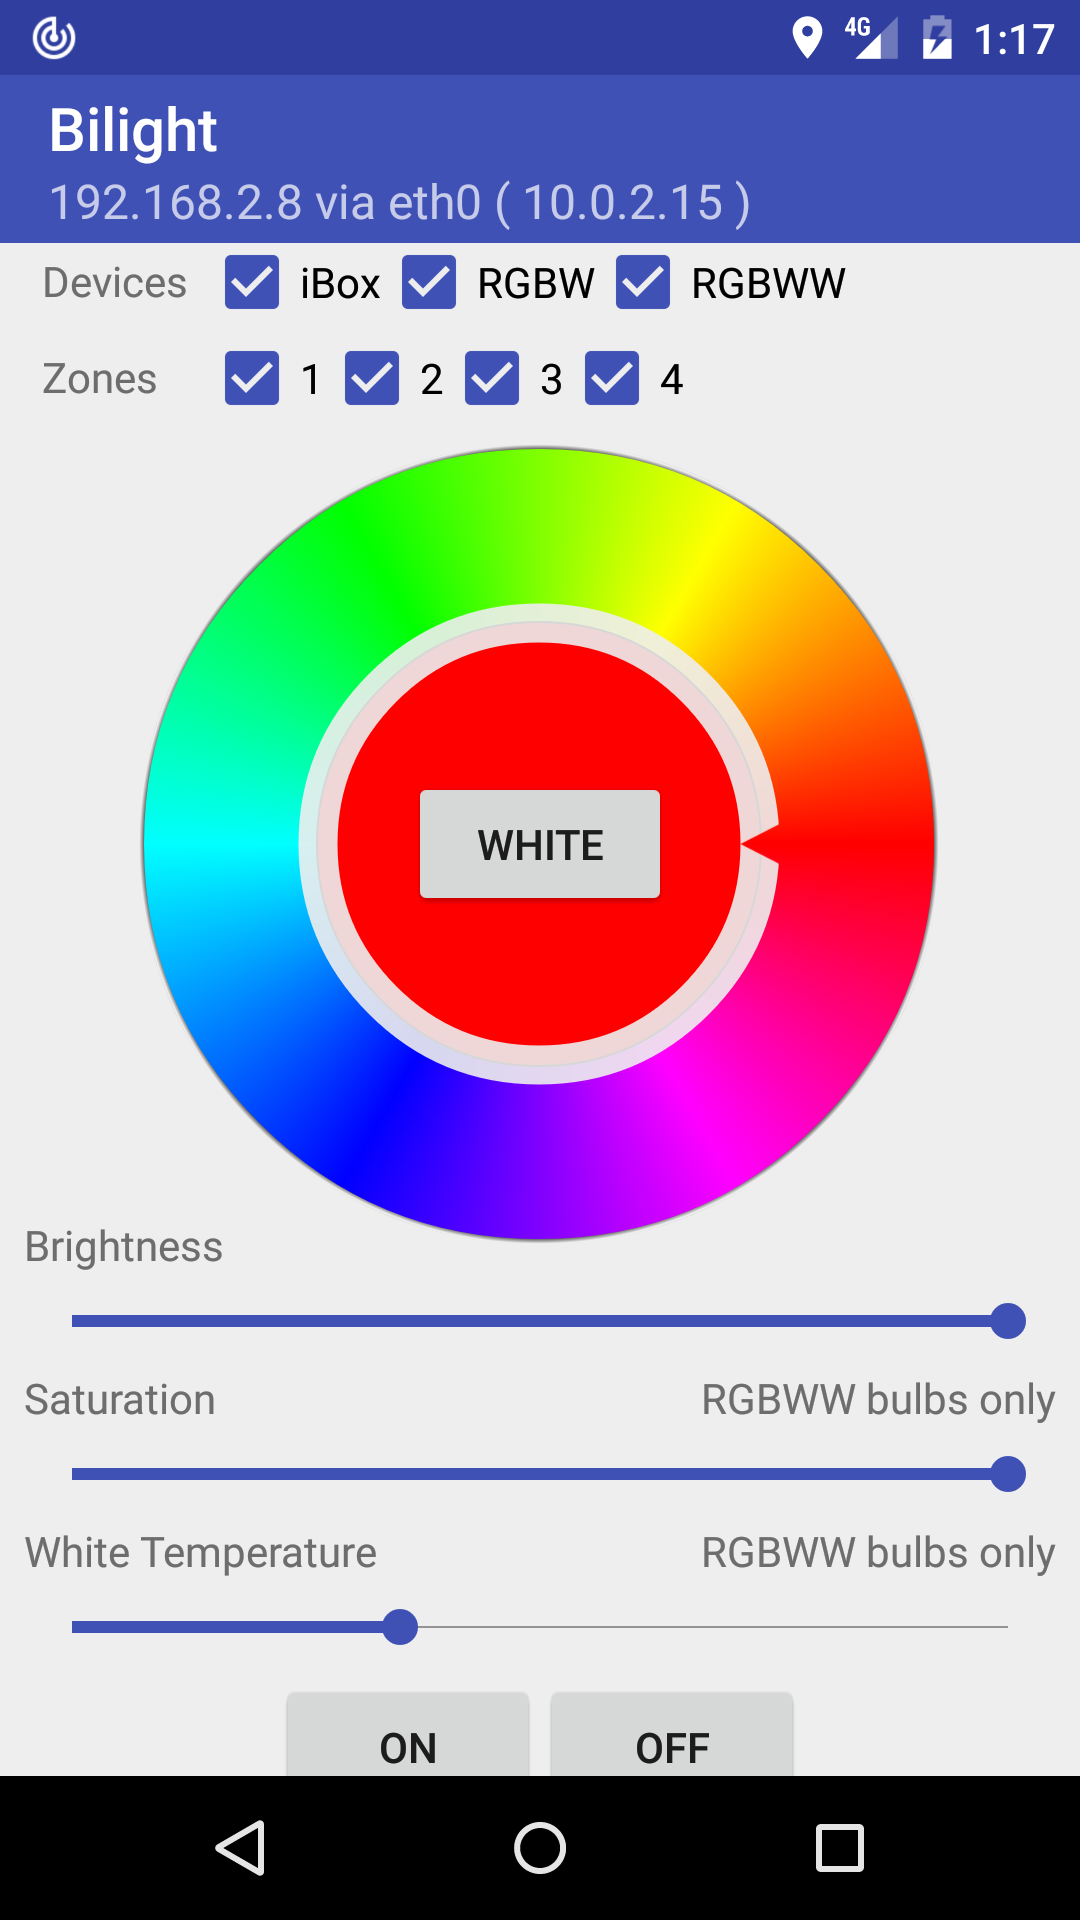 4G 1:17
Bilight
192.168.2.8 via eth0 ( 10.0.2.15 )
Devices iBox RGBW RGBWW
Zones 1 2 3 4
WHITE
Brightness
Saturation RGBWW bulbs only
White Temperature RGBWW bulbs only
ON OFF